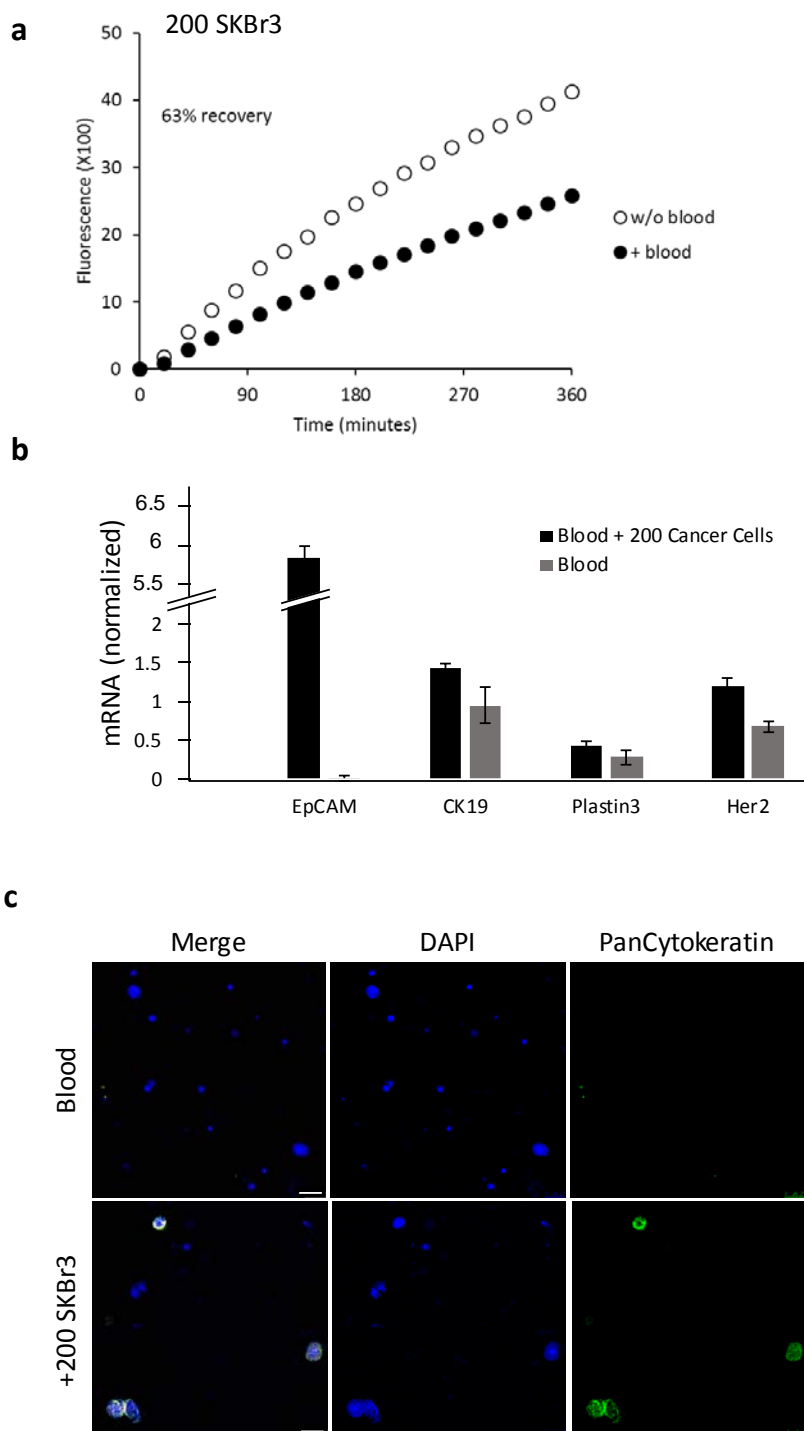 a
200 SKBr3
50
40
30
20
10
0
Fluorescence (X100)
63% recovery
w/o blood
+ blood
0 90 180 270 360
Time (minutes)
b
6.5
6
5.5
2
1.5
1
0.5
0
mRNA (normalized)
Blood + 200 Cancer Cells
Blood
EpCAM CK19 Plastin3 Her2
c
Merge DAPI PanCytokeratin
Blood
+200 SKBr3